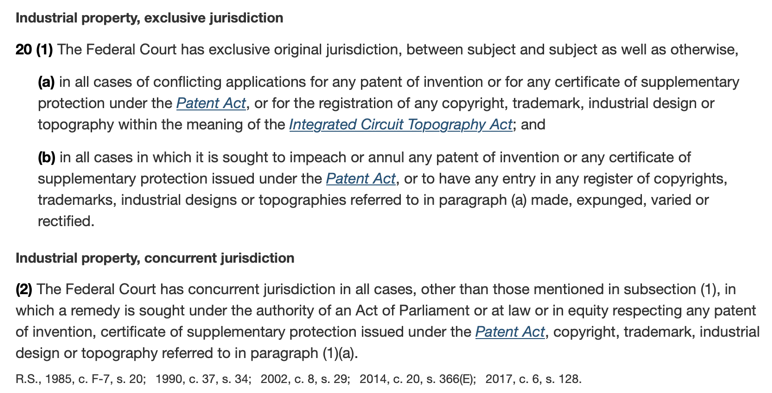 Industrial property, exclusive jurisdiction
20 (1) The Federal Court has exclusive original jurisdiction, between subject and subject as well as otherwise,
(a) in all cases of conflicting applications for any patent of invention or for any certificate of supplementary
protection under the Patent Act, or for the registration of any copyright, trademark, industrial design or
topography within the meaning of the Integrated Circuit Topography Act; and
(b) in all cases in which it is sought to impeach or annul any patent of invention or any certificate of
supplementary protection issued under the Patent Act, or to have any entry in any register of copyrights,
trademarks, industrial designs or topographies referred to in paragraph (a) made, expunged, varied or
rectified.
Industrial property, concurrent jurisdiction
(2) The Federal Court has concurrent jurisdiction in all cases, other than those mentioned in subsection (1), in
which a remedy is sought under the authority of an Act of Parliament or at law or in equity respecting any patent
of invention, certificate of supplementary protection issued under the Patent Act, copyright, trademark, industrial
design or topography referred to in paragraph (1)(a).
R.S., 1985, c. F-7, s. 20; 1990, c. 37, s. 34; 2002, c. 8, s. 29; 2014, c. 20, s. 366(E); 2017, c. 6, s. 128.